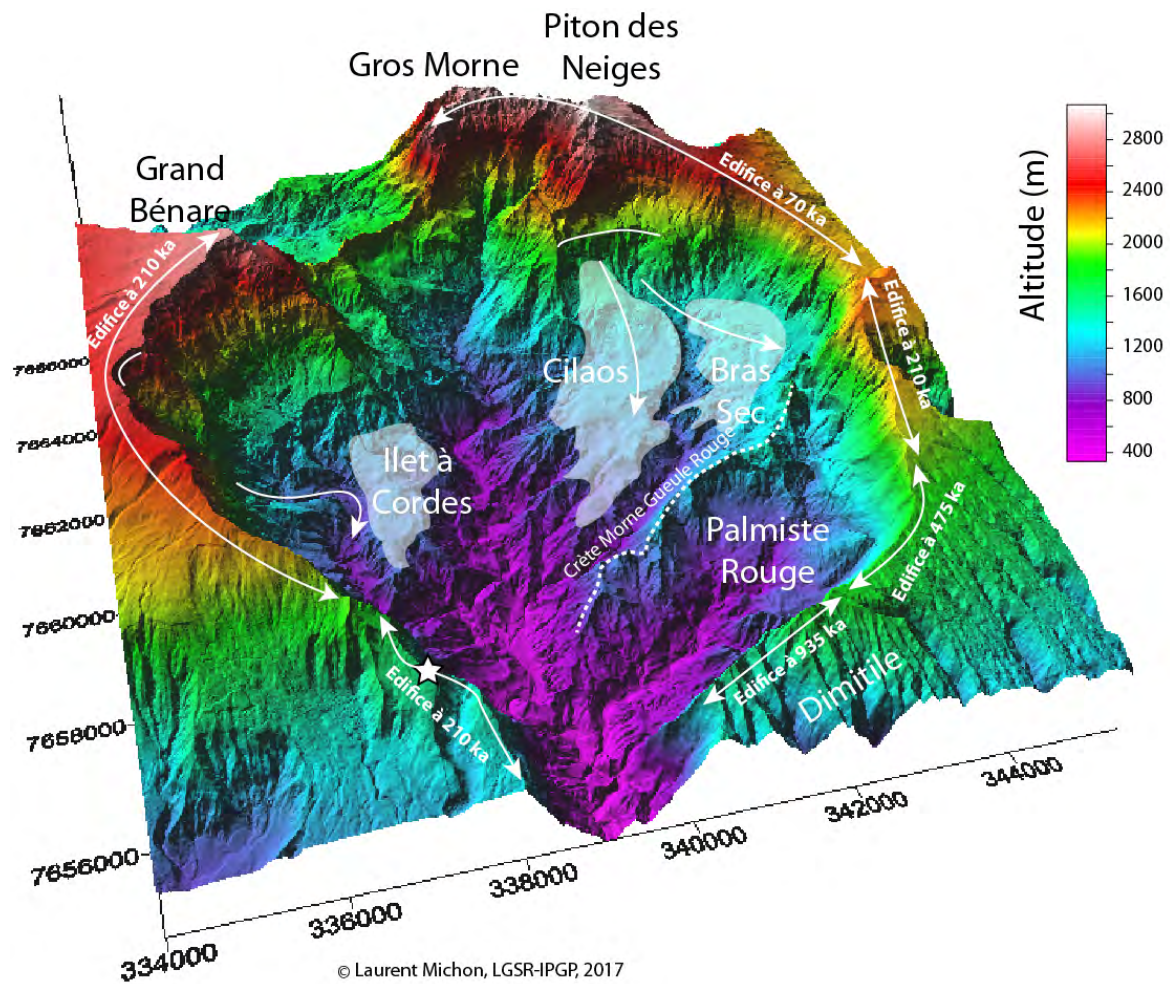 Piton des
Neiges
Gros Morne
Grand
Bénare
Edifice à 70 ka
Edifice à 210 ka
Edifice à 210 ka
Altitude (m)
2800
2400
2000
1600
1200
800
400
Cilaos
Bras
Sec
Ilet à
Cordes
Crête Morne Gueule Rouge
Palmiste
Rouge
Edifice à 475 ka
Edifice à 935 ka
Dimitile
Edifice à 210 ka
7666000
7664000
7662000
7660000
7658000
7656000
334000
336000
338000
340000
342000
344000
© Laurent Michon, LGSR-IPGP, 2017